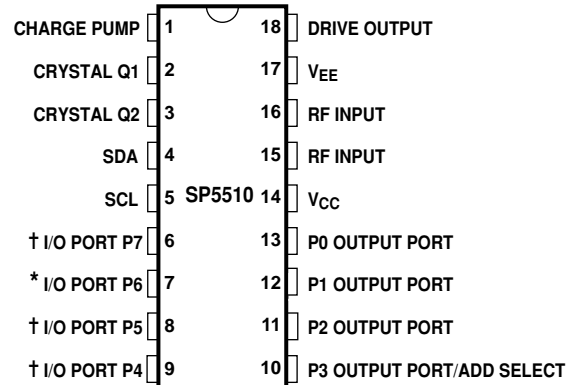 CHARGE PUMP 1 18 DRIVE OUTPUT
CRYSTAL Q1 2 17 VEE
CRYSTAL Q2 3 16 RF INPUT
SDA 4 15 RF INPUT
SCL 5 SP5510 14 VCC
† I/O PORT P7 6 13 P0 OUTPUT PORT
* I/O PORT P6 7 12 P1 OUTPUT PORT
† I/O PORT P5 8 11 P2 OUTPUT PORT
† I/O PORT P4 9 10 P3 OUTPUT PORT/ADD SELECT